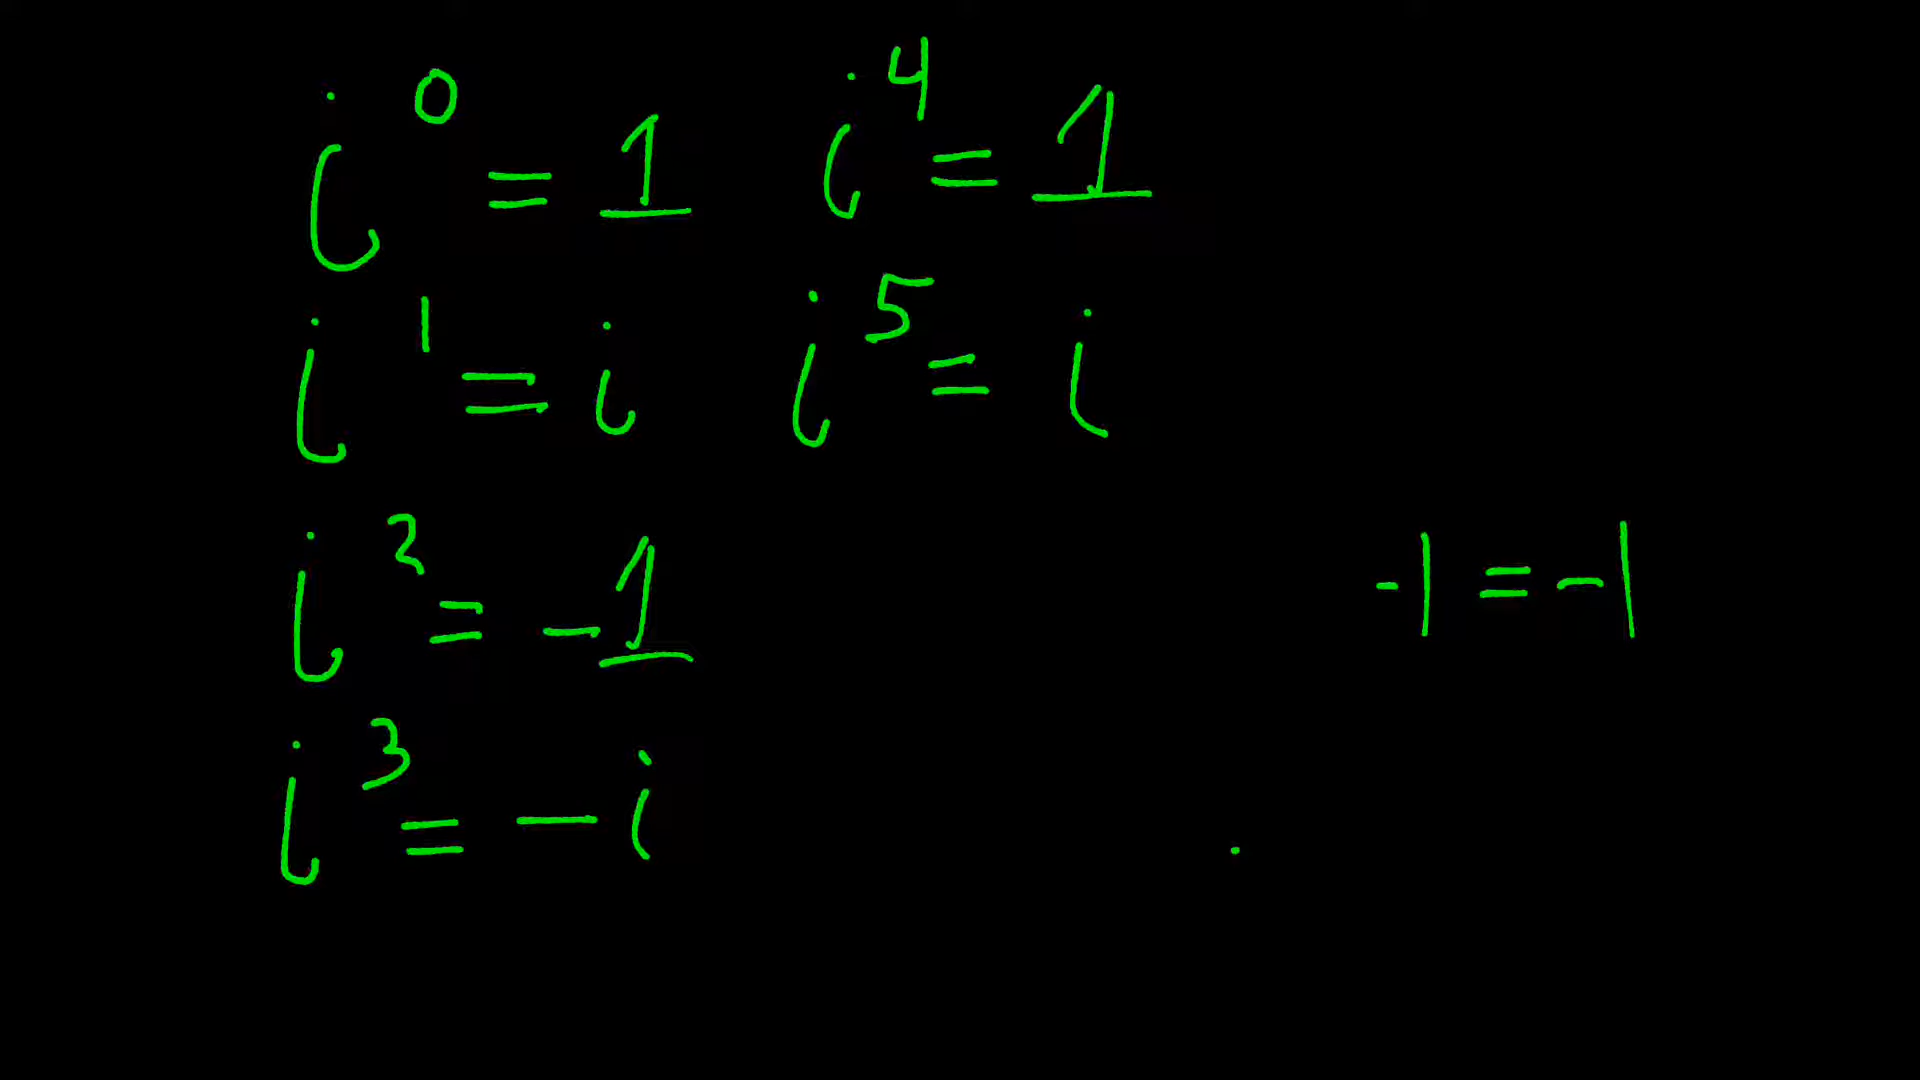 i⁰ = 1 i⁴ = 1
i¹ = i i⁵ = i
i² = -1 -1 = -1
i³ = -i